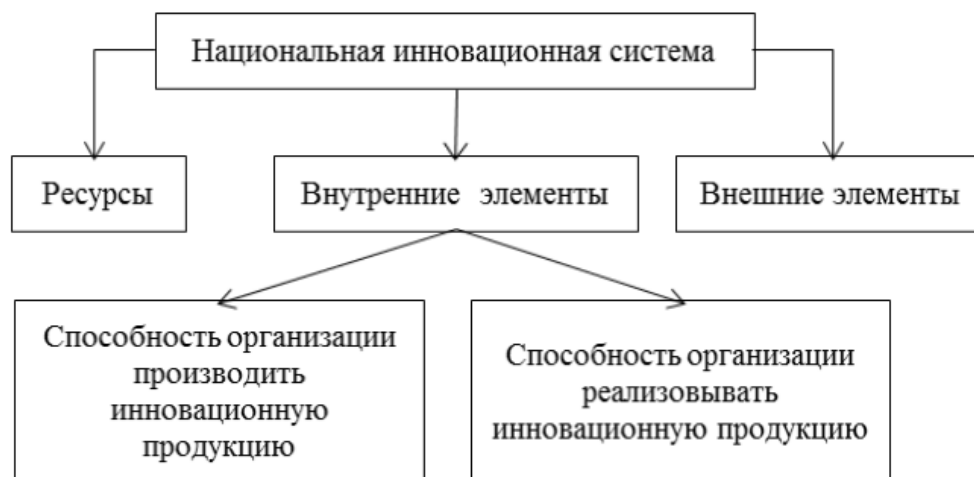 Национальная инновационная система
Ресурсы
Внутренние элементы
Внешние элементы
Способность организации
производить
инновационную
продукцию
Способность организации
реализовывать
инновационную продукцию